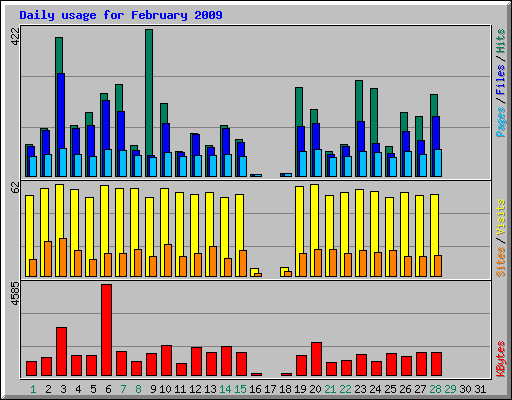 Daily usage for February 2009
422
Pages / Files / Hits
62
Sites / Visits
4585
KBytes
1 2 3 4 5 6 7 8 9 10 11 12 13 14 15 16 17 18 19 20 21 22 23 24 25 26 27 28 29 30 31